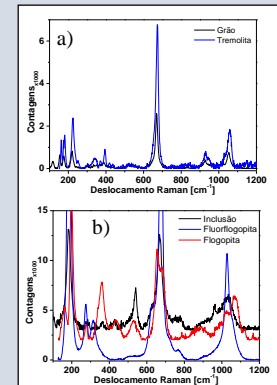 a)
Grão
Tremolita
Contagens x1000
6
4
2
0
200 400 600 800 1000 1200
Deslocamento Raman [cm⁻¹]
b)
Inclusão
Fluorflogopita
Flogopita
Contagens x1000
15
10
5
0
200 400 600 800 1000 1200
Deslocamento Raman [cm⁻¹]